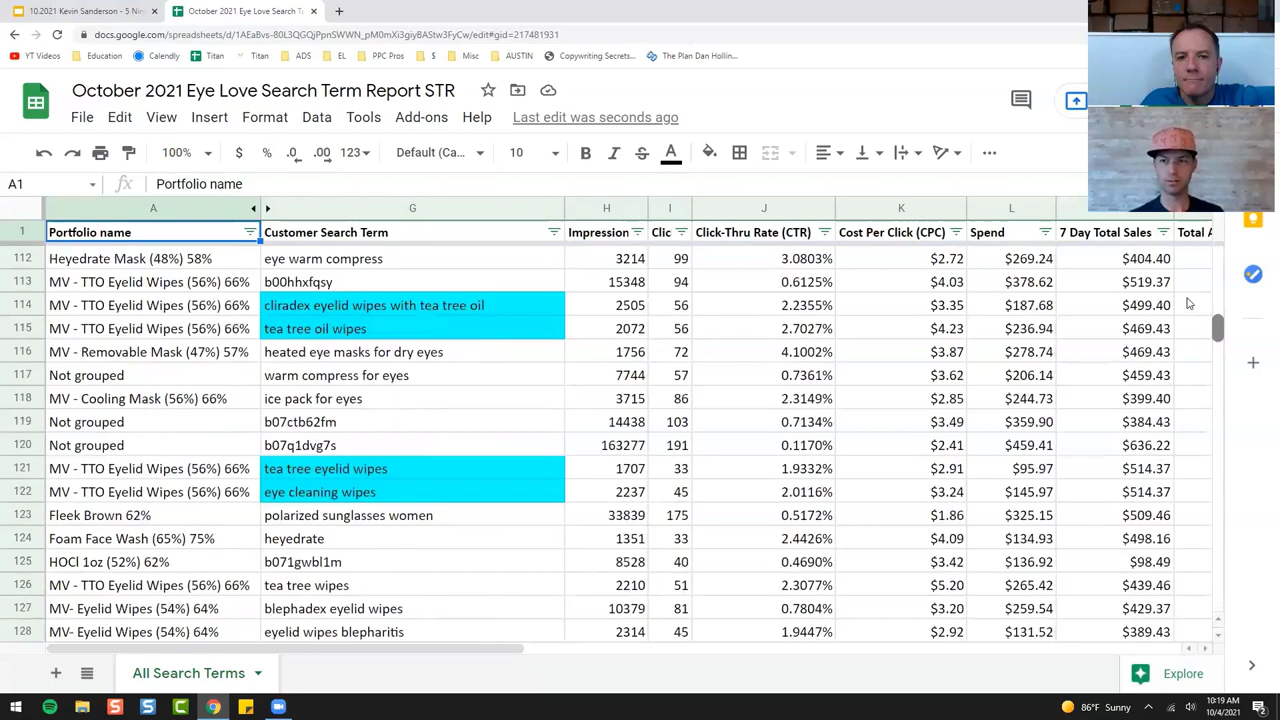 10.2021 Kevin Sanderson - 5 Nin
October 2021 Eye Love Search To
docs.google.com/spreadsheets/d/1AEaBvs-80L3QGQjPpnSWWN_pM0mXi3giyBAStw3FyCw/edit#gid=217481931
YT Videos Education Calendly Titan Titan ADS EL PPC Pros $ Misc AUSTIN Copywriting Secrets... The Plan Dan Hollin...
October 2021 Eye Love Search Term Report STR
File Edit View Insert Format Data Tools Add-ons Help Last edit was seconds ago
100% $ % .0 .00 123 Default (Ca... 10 B I S A
A1 fx Portfolio name
A G H I J K L M
1 Portfolio name Customer Search Term Impression Clic Click-Thru Rate (CTR) Cost Per Click (CPC) Spend 7 Day Total Sales Total A
112 Heyedrate Mask (48%) 58% eye warm compress 3214 99 3.0803% $2.72 $269.24 $404.40
113 MV - TTO Eyelid Wipes (56%) 66% b00hhxfqsy 15348 94 0.6125% $4.03 $378.62 $519.37
114 MV - TTO Eyelid Wipes (56%) 66% cliradex eyelid wipes with tea tree oil 2505 56 2.2355% $3.35 $187.68 $499.40
115 MV - TTO Eyelid Wipes (56%) 66% tea tree oil wipes 2072 56 2.7027% $4.23 $236.94 $469.43
116 MV - Removable Mask (47%) 57% heated eye masks for dry eyes 1756 72 4.1002% $3.87 $278.74 $469.43
117 Not grouped warm compress for eyes 7744 57 0.7361% $3.62 $206.14 $459.43
118 MV - Cooling Mask (56%) 66% ice pack for eyes 3715 86 2.3149% $2.85 $244.73 $399.40
119 Not grouped b07ctb62fm 14438 103 0.7134% $3.49 $359.90 $384.43
120 Not grouped b07q1dvg7s 163277 191 0.1170% $2.41 $459.41 $636.22
121 MV - TTO Eyelid Wipes (56%) 66% tea tree eyelid wipes 1707 33 1.9332% $2.91 $95.97 $514.37
122 MV - TTO Eyelid Wipes (56%) 66% eye cleaning wipes 2237 45 2.0116% $3.24 $145.97 $514.37
123 Fleek Brown 62% polarized sunglasses women 33839 175 0.5172% $1.86 $325.15 $509.46
124 Foam Face Wash (65%) 75% heyedrate 1351 33 2.4426% $4.09 $134.93 $498.16
125 HOCl 1oz (52%) 62% b071gwbl1m 8528 40 0.4690% $3.42 $136.92 $98.49
126 MV - TTO Eyelid Wipes (56%) 66% tea tree wipes 2210 51 2.3077% $5.20 $265.42 $439.46
127 MV- Eyelid Wipes (54%) 64% blephadex eyelid wipes 10379 81 0.7804% $3.20 $259.54 $429.37
128 MV- Eyelid Wipes (54%) 64% eyelid wipes blepharitis 2314 45 1.9447% $2.92 $131.52 $389.43
All Search Terms
Explore
86°F Sunny
10:19 AM
10/4/2021
2